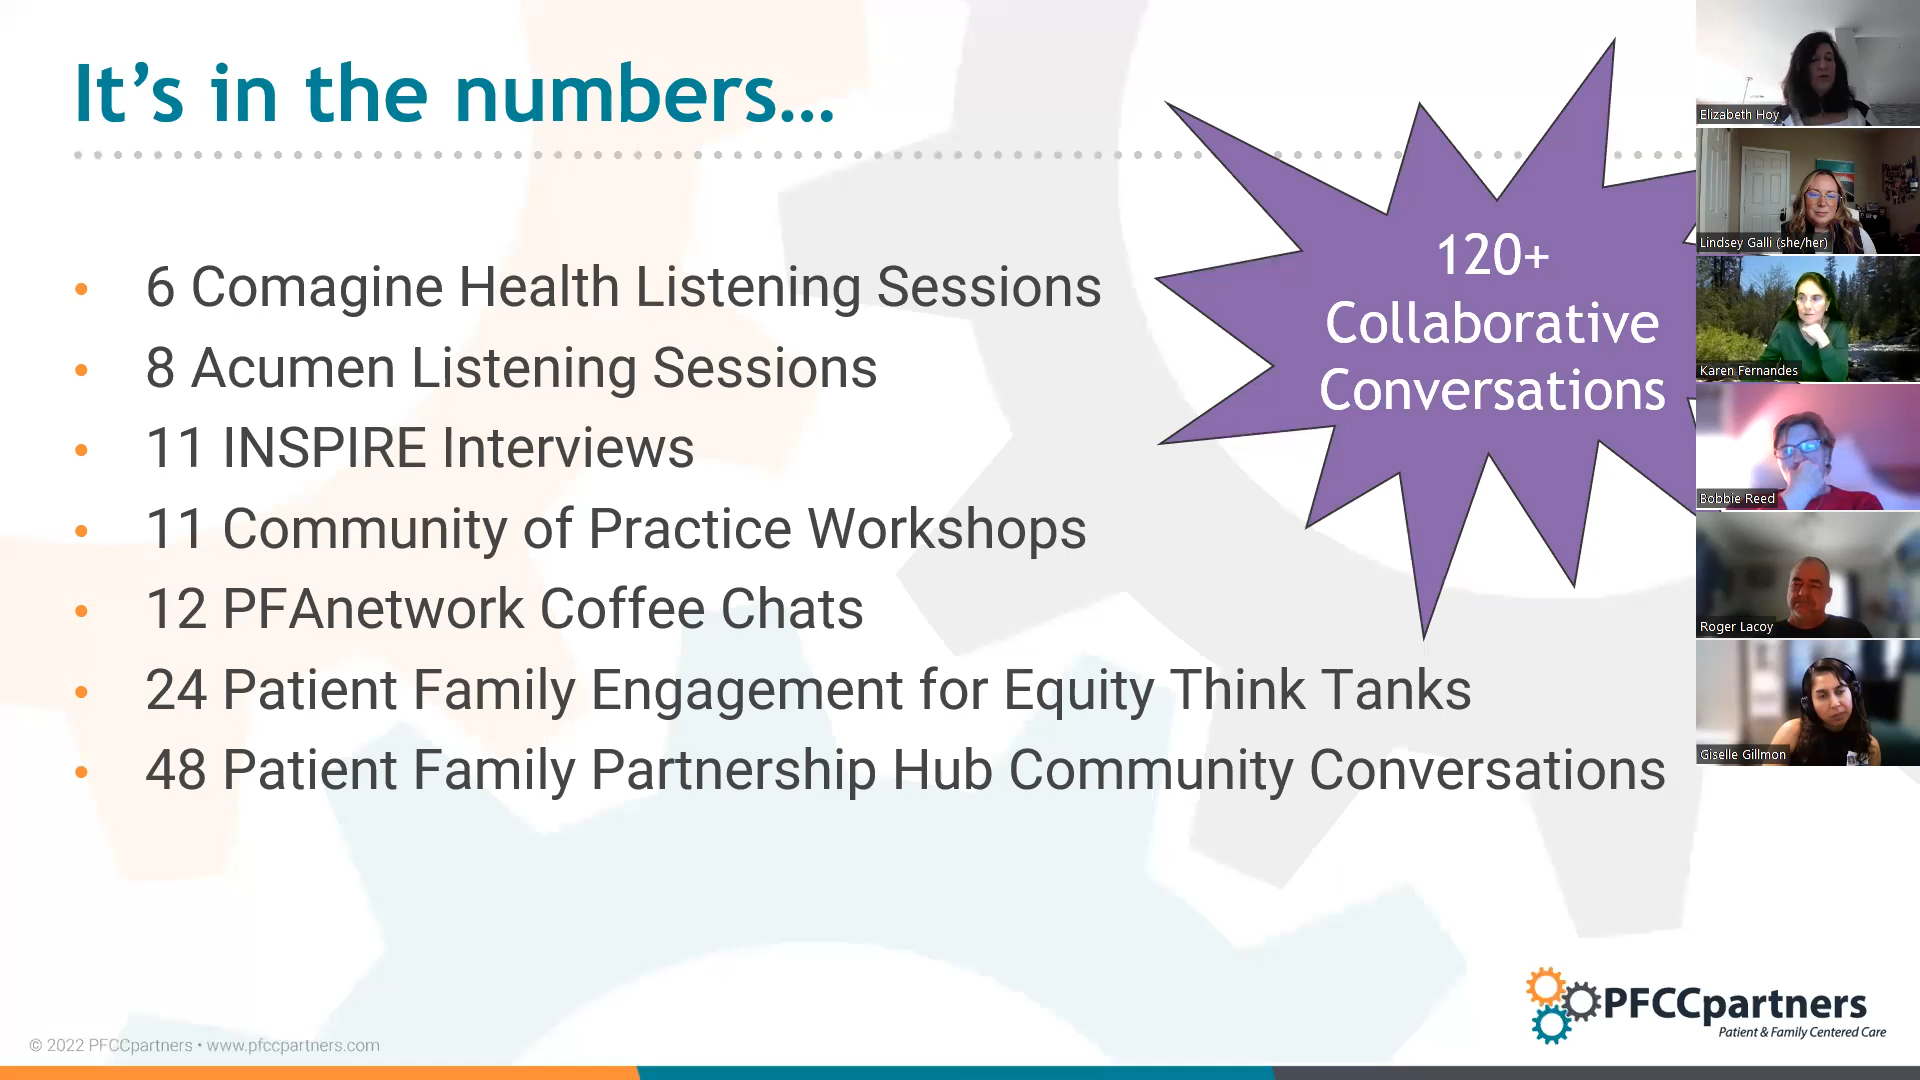 It's in the numbers...
• 6 Comagine Health Listening Sessions
• 8 Acumen Listening Sessions
• 11 INSPIRE Interviews
• 11 Community of Practice Workshops
• 12 PFAnetwork Coffee Chats
• 24 Patient Family Engagement for Equity Think Tanks
• 48 Patient Family Partnership Hub Community Conversations
120+
Collaborative
Conversations
Elizabeth Hoy
Lindsey Galli (she/her)
Karen Fernandes
Bobbie Reed
Roger Lacoy
Giselle Gillmon
PFCCpartners
Patient & Family Centered Care
© 2022 PFCCpartners • www.pfccpartners.com